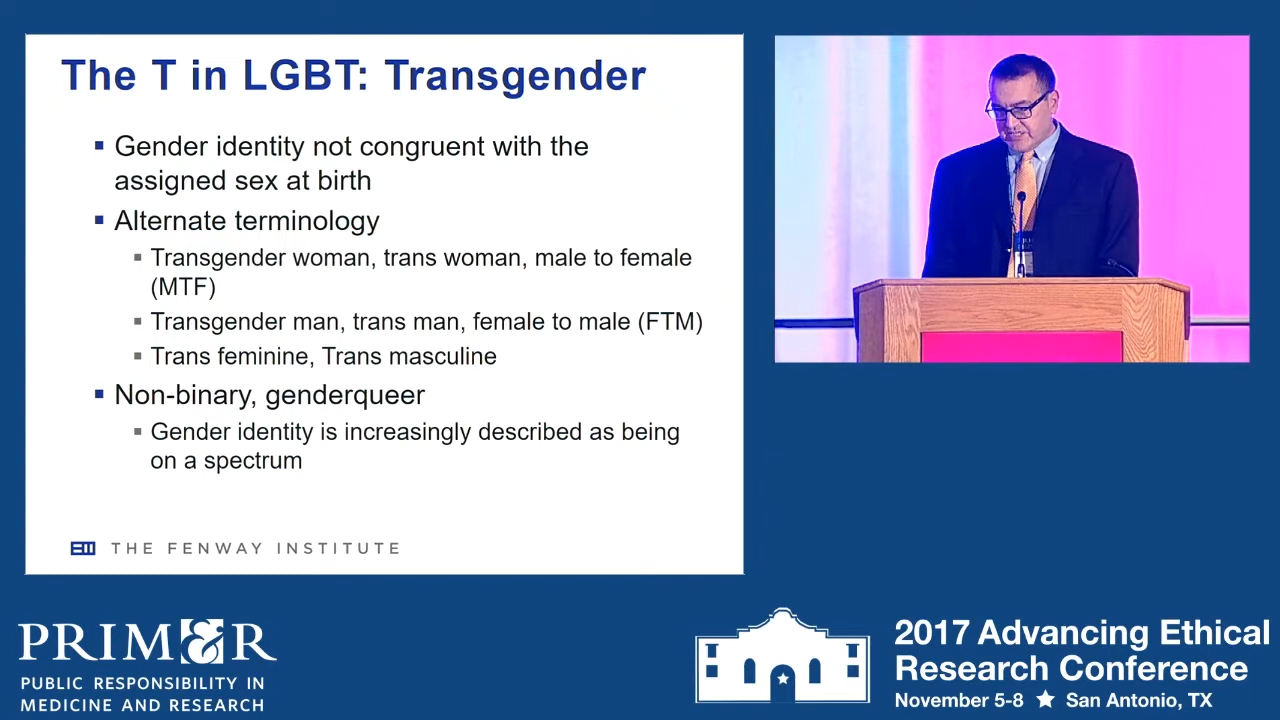 The T in LGBT: Transgender
Gender identity not congruent with the
assigned sex at birth
Alternate terminology
Transgender woman, trans woman, male to female
(MTF)
Transgender man, trans man, female to male (FTM)
Trans feminine, Trans masculine
Non-binary, genderqueer
Gender identity is increasingly described as being
on a spectrum
THE FENWAY INSTITUTE
PRIM&R
PUBLIC RESPONSIBILITY IN
MEDICINE AND RESEARCH
2017 Advancing Ethical
Research Conference
November 5-8 ★ San Antonio, TX